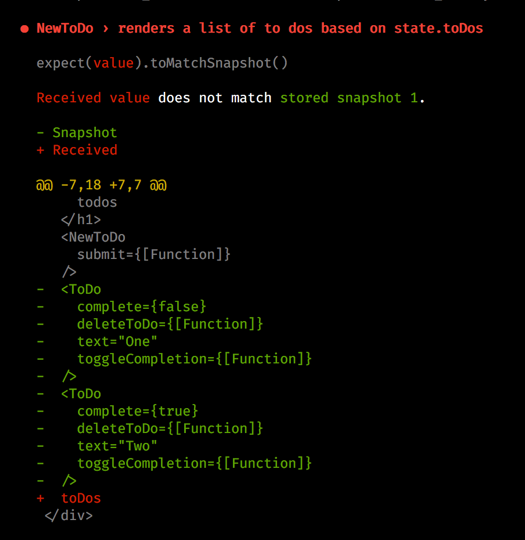 ● NewToDo › renders a list of to dos based on state.toDos
expect(value).toMatchSnapshot()
Received value does not match stored snapshot 1.
- Snapshot
+ Received
@@ -7,18 +7,7 @@
todos
</h1>
<NewToDo
submit={[Function]}
/>
- <ToDo
- complete={false}
- deleteToDo={[Function]}
- text="One"
- toggleCompletion={[Function]}
- />
- <ToDo
- complete={true}
- deleteToDo={[Function]}
- text="Two"
- toggleCompletion={[Function]}
- />
+ toDos
</div>